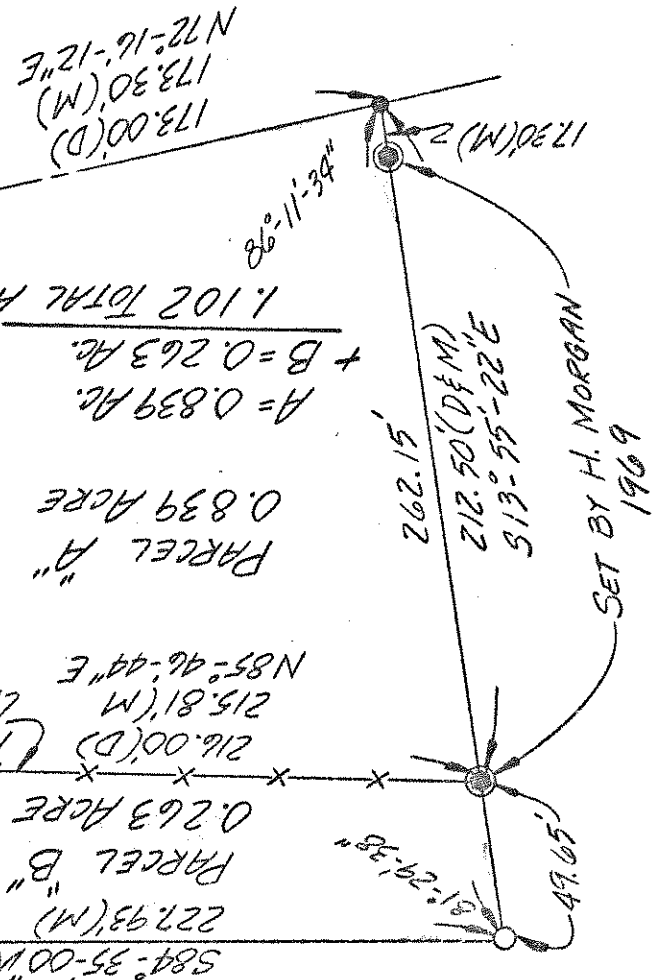 S84°-35'-00"W
227.93'(M)
PARCEL "B"
0.263 ACRE
81°-29'-38"
49.65'
216.00'(D)
215.81'(M
N85°-46'-44"E
PARCEL "A"
0.839 ACRE
A = 0.839 Ac.
+ B = 0.263 Ac.
1.102 TOTAL A
262.15'
212.50'(D & M)
S13°-55'-22"E
SET BY H. MORGAN
1969
86°-11'-34"
17.30'(M)
173.00'(D)
173.30'(M)
N72°-16'-12"E